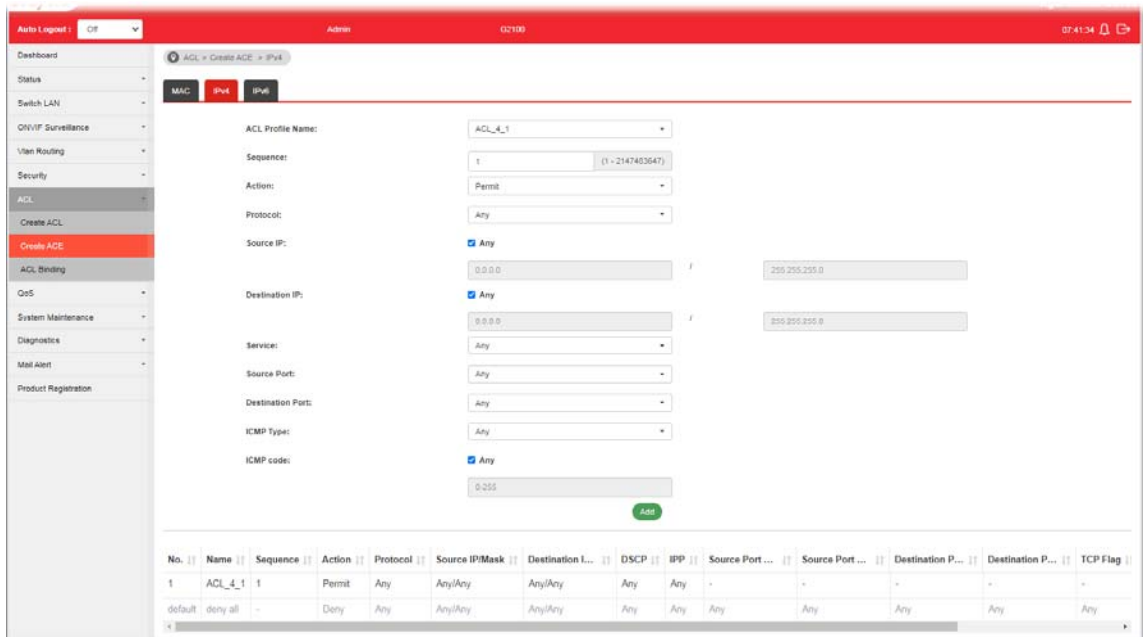 Auto Logout : Off Admin G2100 07:41:34
Dashboard
Status
Switch LAN
ONVIF Surveillance
Vlan Routing
Security
ACL
Create ACL
Create ACE
ACL Binding
QoS
System Maintenance
Diagnostics
Mail Alert
Product Registration
ACL > Create ACE > IPv4
MAC IPv4 IPv6
ACL Profile Name: ACL_4_1
Sequence: 1 (1 - 2147483647)
Action: Permit
Protocol: Any
Source IP: Any
0.0.0.0 / 255.255.255.0
Destination IP: Any
0.0.0.0 / 255.255.255.0
Service: Any
Source Port: Any
Destination Port: Any
ICMP Type: Any
ICMP code: Any
0-255
Add
No. Name Sequence Action Protocol Source IP/Mask Destination I... DSCP IPP Source Port ... Source Port ... Destination P... Destination P... TCP Flag
1 ACL_4_1 1 Permit Any Any/Any Any/Any Any Any - - - - -
default deny all - Deny Any Any/Any Any/Any Any Any Any Any Any Any Any